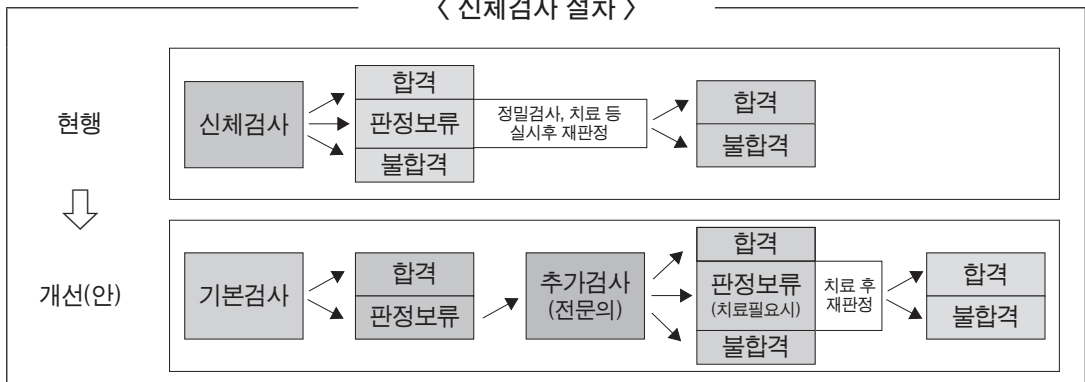 〈 신체검사 절차 〉
현행
신체검사
합격
판정보류
불합격
정밀검사, 치료 등
실시후 재판정
합격
불합격
개선(안)
기본검사
합격
판정보류
추가검사
(전문의)
합격
판정보류
(치료필요시)
불합격
치료 후
재판정
합격
불합격